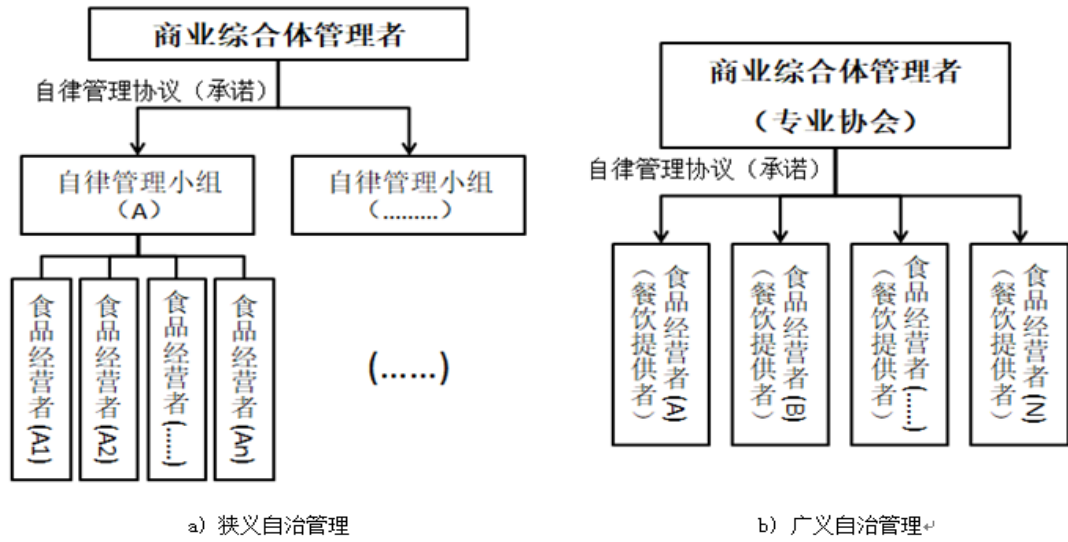 商业综合体管理者
自律管理协议（承诺）
自律管理小组
（A）
自律管理小组
（.........）
食品经营者(A1)
食品经营者(A2)
食品经营者(......)
食品经营者(An)
(......)
a) 狭义自治管理
商业综合体管理者
（专业协会）
自律管理协议（承诺）
食品经营者(A)
（餐饮提供者）
食品经营者(B)
（餐饮提供者）
食品经营者(......)
（餐饮提供者）
食品经营者(N)
（餐饮提供者）
b) 广义自治管理↵